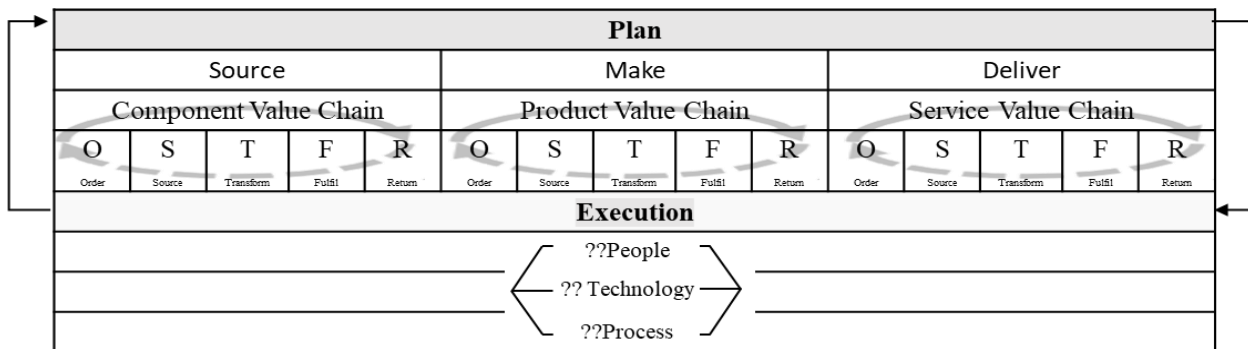 Plan
Source Make Deliver
Component Value Chain Product Value Chain Service Value Chain
O S T F R O S T F R O S T F R
Order Source Transform Fulfil Return Order Source Transform Fulfil Return Order Source Transform Fulfil Return
Execution
??People
?? Technology
??Process